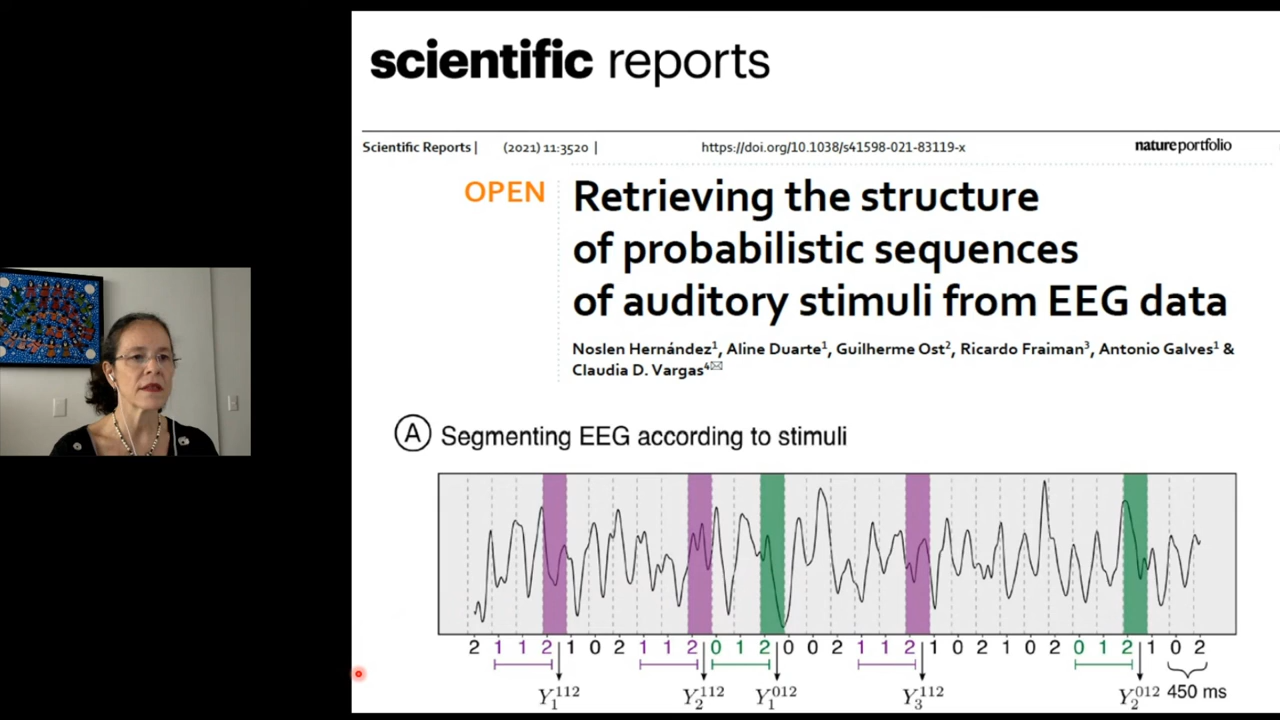 scientific reports
Scientific Reports | (2021) 11:3520 | https://doi.org/10.1038/s41598-021-83119-x natureportfolio
OPEN Retrieving the structure
of probabilistic sequences
of auditory stimuli from EEG data
Noslen Hernández¹, Aline Duarte¹, Guilherme Ost², Ricardo Fraiman³, Antonio Galves¹ &
Claudia D. Vargas⁴✉
A Segmenting EEG according to stimuli
2 1 1 2 1 0 2 1 1 2 0 1 2 0 0 2 1 1 2 1 0 2 1 0 2 0 1 2 1 0 2
Y₁¹¹² Y₂¹¹² Y₁⁰¹² Y₃¹¹² Y₂⁰¹² 450 ms